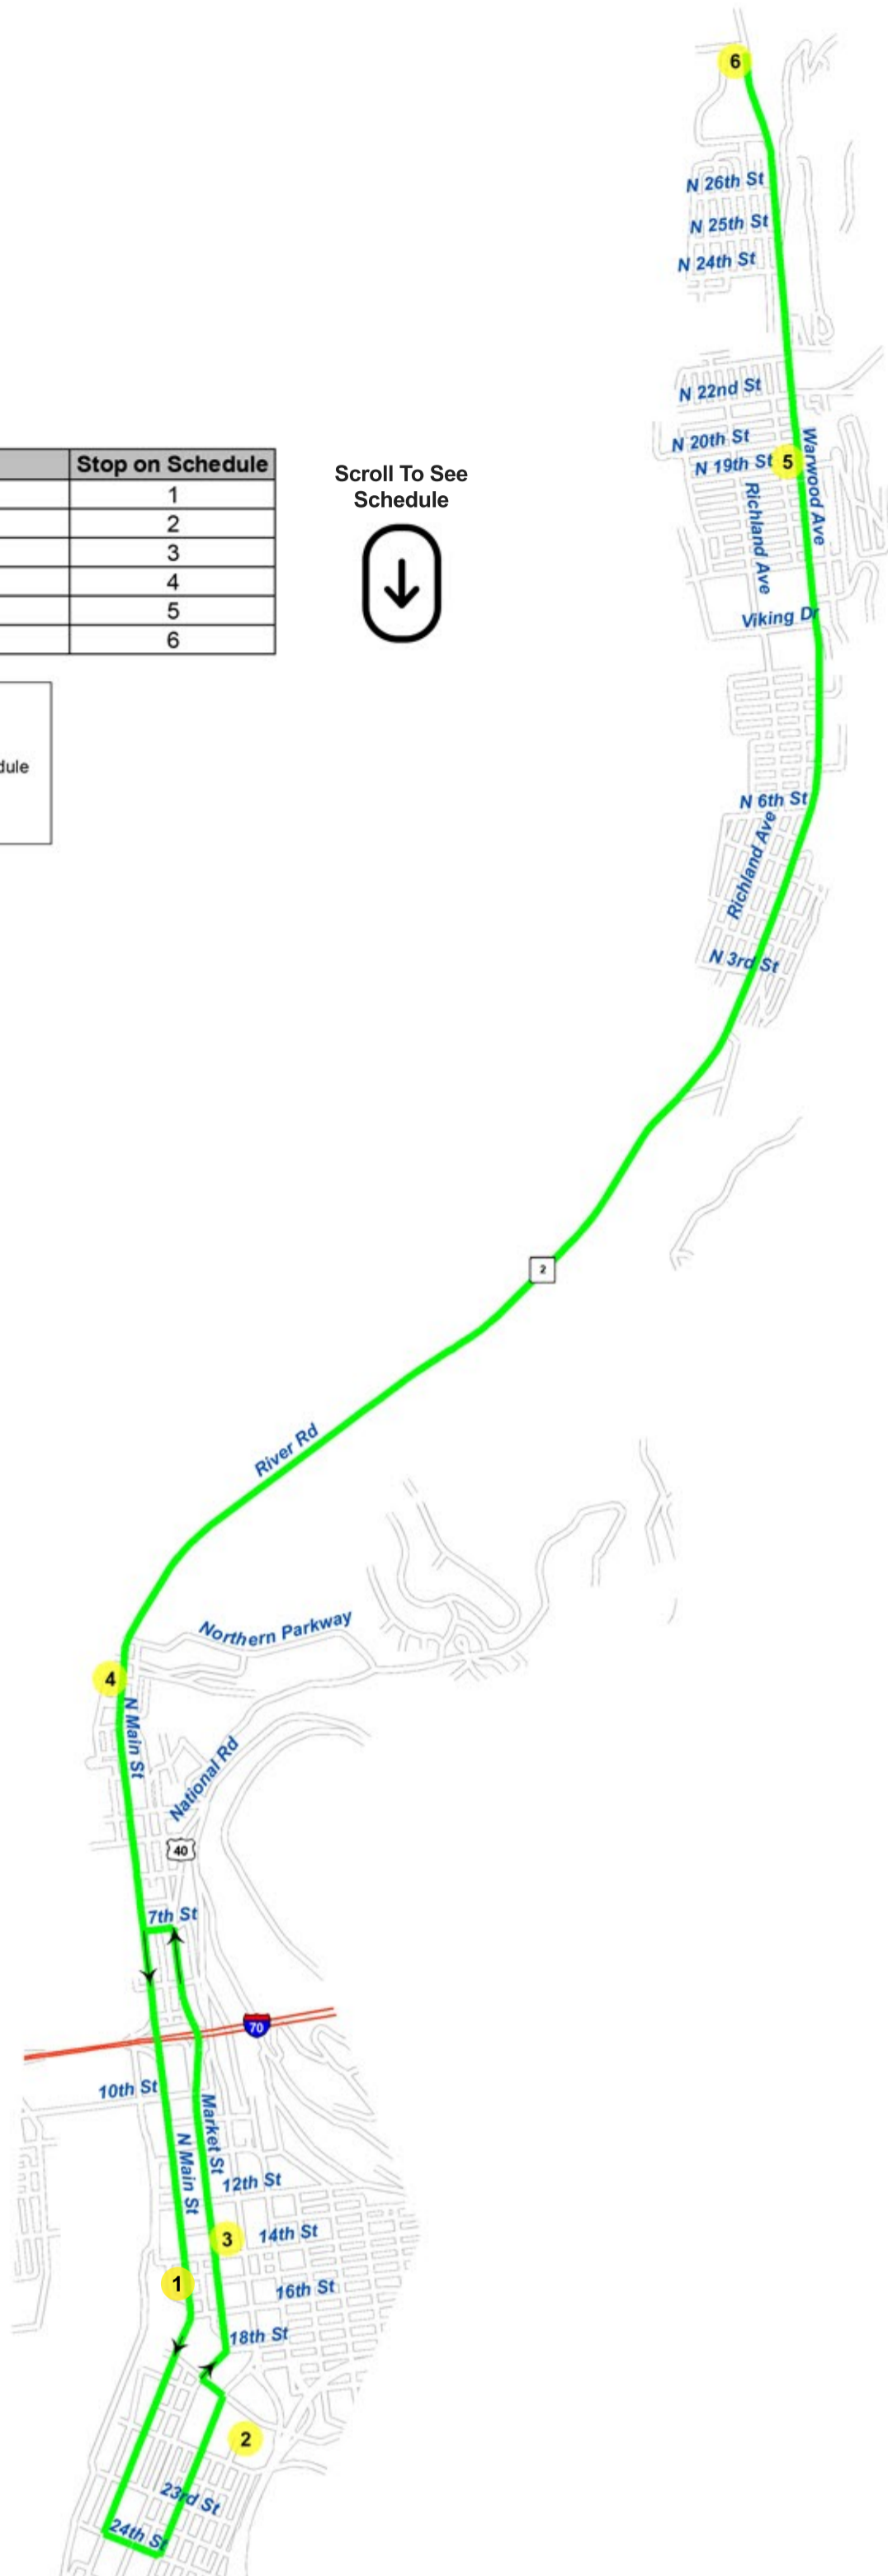 6
N 26th St
N 25th St
N 24th St
N 22nd St
N 20th St
N 19th St
5
Warwood Ave
Richland Ave
Viking Dr
Stop on Schedule
1
2
3
4
5
6
Scroll To See
Schedule
dule
N 6th St
Richland Ave
N 3rd St
2
River Rd
Northern Parkway
4
N Main St
National Rd
40
7th St
70
10th St
Market St
N Main St
12th St
3
14th St
1
16th St
18th St
2
23rd St
24th St